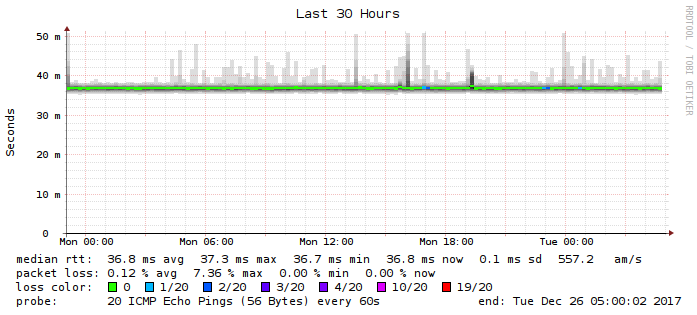 Last 30 Hours
RRDTOOL / TOBI OETIKER
Seconds
50 m
40 m
30 m
20 m
10 m
0
Mon 00:00 Mon 06:00 Mon 12:00 Mon 18:00 Tue 00:00
median rtt: 36.8 ms avg 37.3 ms max 36.7 ms min 36.8 ms now 0.1 ms sd 557.2 am/s
packet loss: 0.12 % avg 7.36 % max 0.00 % min 0.00 % now
loss color: 0 1/20 2/20 3/20 4/20 10/20 19/20
probe: 20 ICMP Echo Pings (56 Bytes) every 60s end: Tue Dec 26 05:00:02 2017